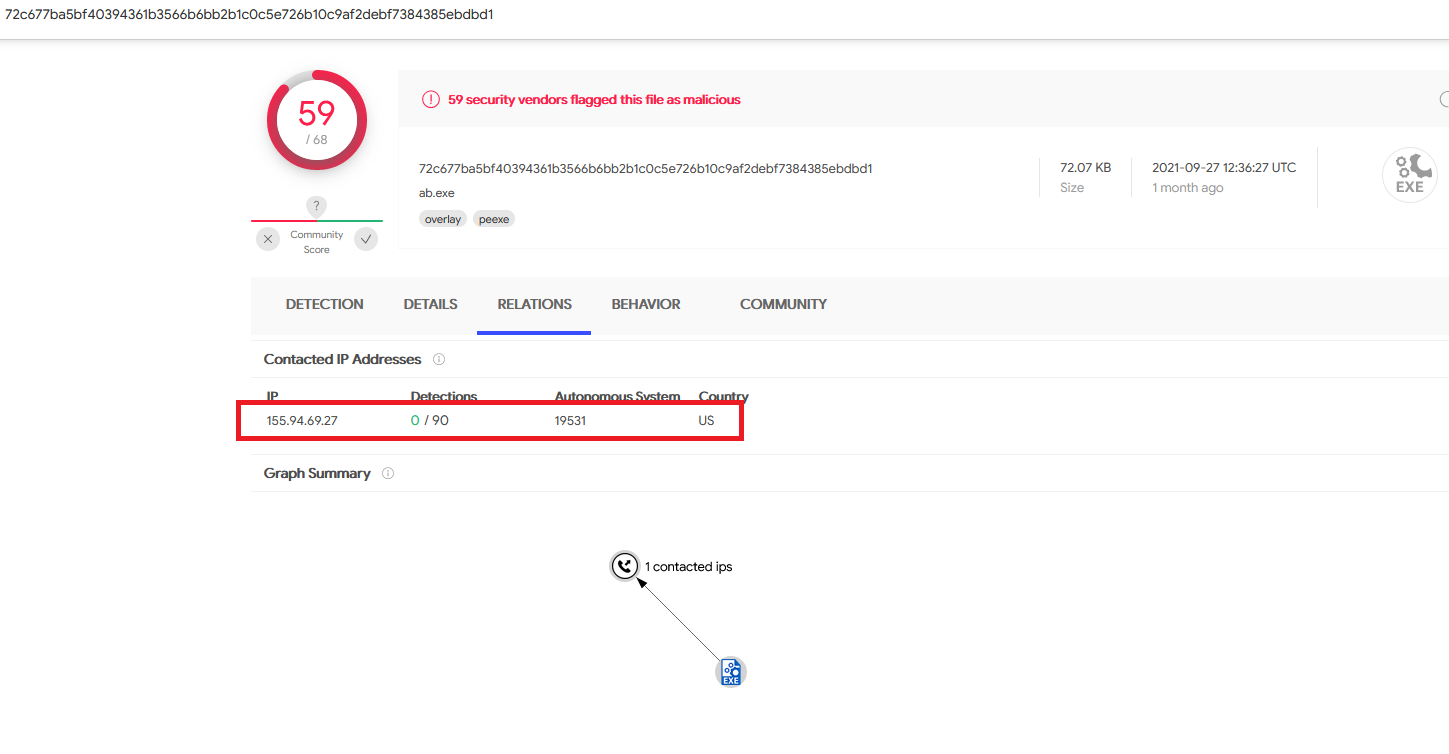 72c677ba5bf40394361b3566b6bb2b1c0c5e726b10c9af2debf7384385ebdbd1
59
/ 68
59 security vendors flagged this file as malicious
72c677ba5bf40394361b3566b6bb2b1c0c5e726b10c9af2debf7384385ebdbd1
ab.exe
overlay peexe
72.07 KB
Size
2021-09-27 12:36:27 UTC
1 month ago
EXE
?
Community
Score
DETECTION DETAILS RELATIONS BEHAVIOR COMMUNITY
Contacted IP Addresses
IP Detections Autonomous System Country
155.94.69.27 0 / 90 19531 US
Graph Summary
1 contacted ips
EXE